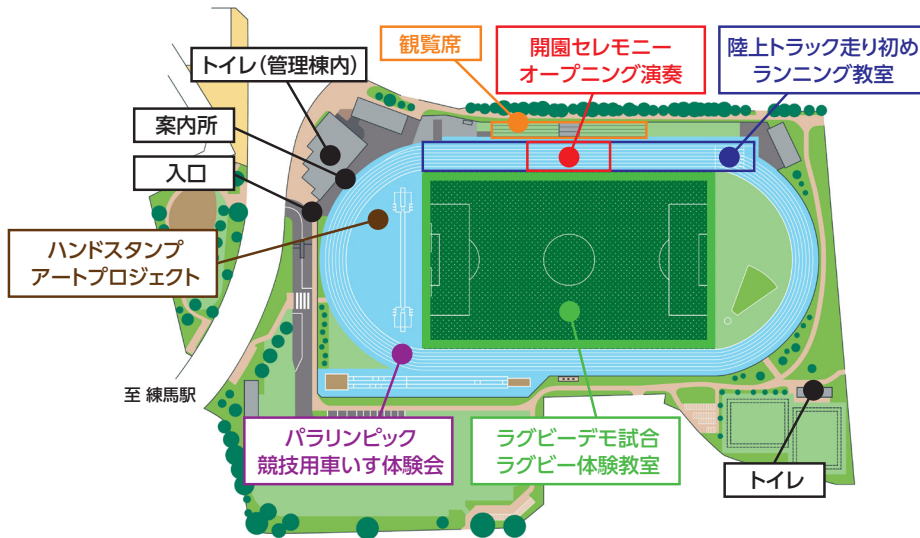 観覧席
開園セレモニー
オープニング演奏
陸上トラック走り初め
ランニング教室
トイレ（管理棟内）
案内所
入口
ハンドスタンプ
アートプロジェクト
至 練馬駅
パラリンピック
競技用車いす体験会
ラグビーデモ試合
ラグビー体験教室
トイレ